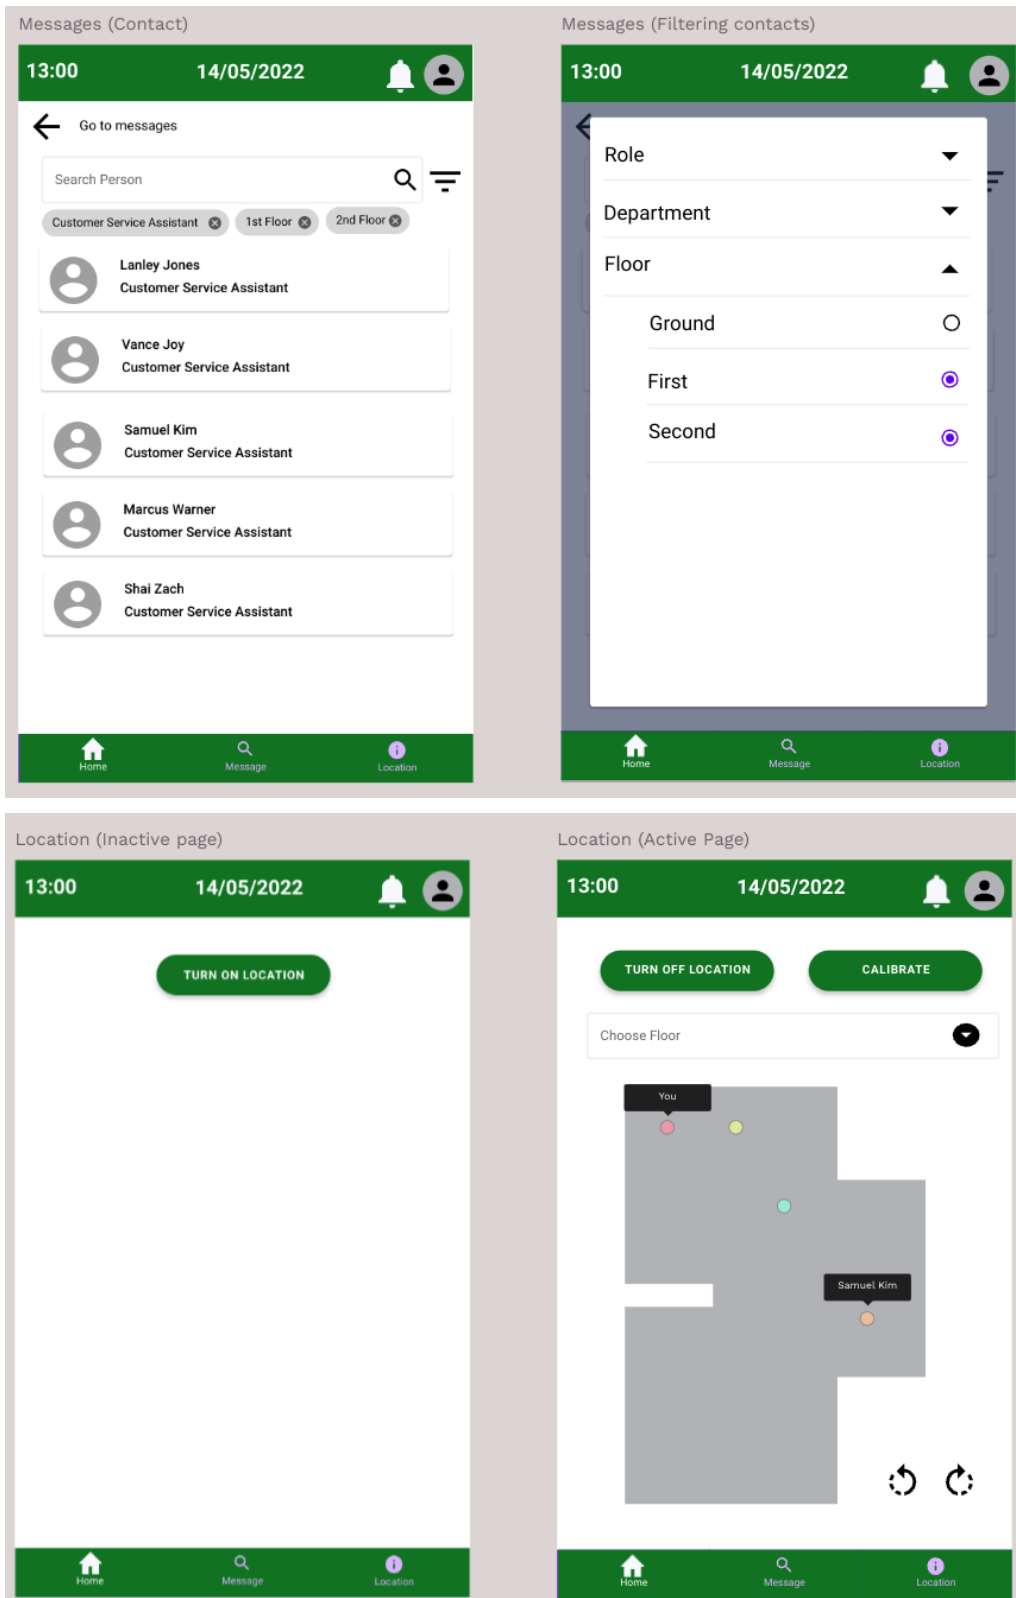 Messages (Contact)
13:00 14/05/2022
Go to messages
Search Person
Customer Service Assistant 1st Floor 2nd Floor
Lanley Jones
Customer Service Assistant
Vance Joy
Customer Service Assistant
Samuel Kim
Customer Service Assistant
Marcus Warner
Customer Service Assistant
Shai Zach
Customer Service Assistant
Home Message Location
Messages (Filtering contacts)
13:00 14/05/2022
Role
Department
Floor
Ground
First
Second
Home Message Location
Location (Inactive page)
13:00 14/05/2022
TURN ON LOCATION
Home Message Location
Location (Active Page)
13:00 14/05/2022
TURN OFF LOCATION CALIBRATE
Choose Floor
You
Samuel Kim
Home Message Location